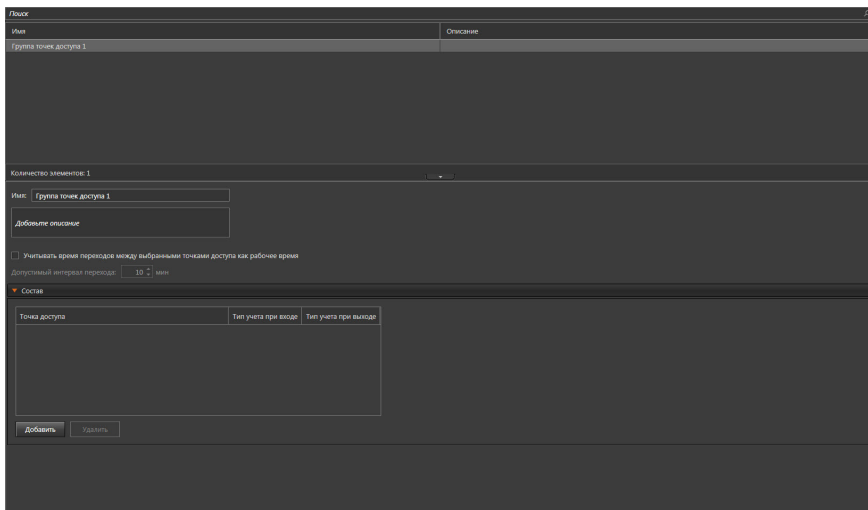 Поиск
Имя Описание
Группа точек доступа 1
Количество элементов: 1
Имя: Группа точек доступа 1
Добавьте описание
Учитывать время переходов между выбранными точками доступа как рабочее время
Допустимый интервал перехода: 10 мин
Состав
Точка доступа Тип учета при входе Тип учета при выходе
Добавить Удалить